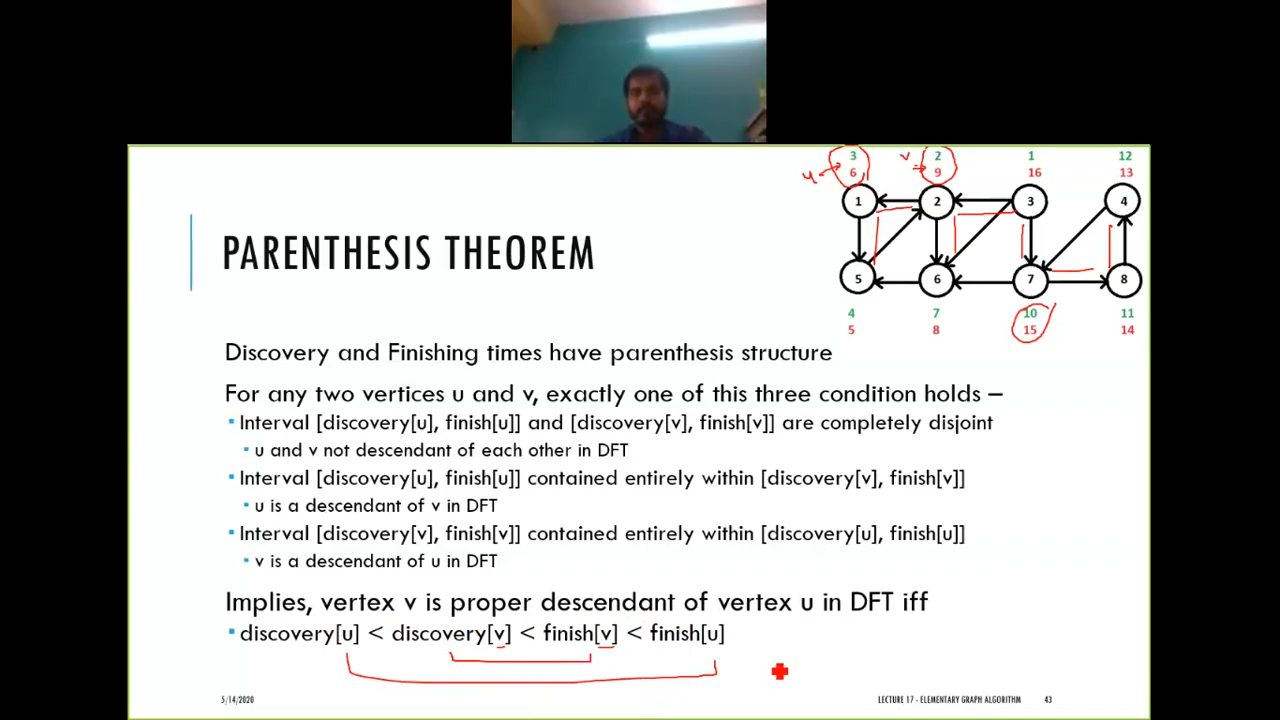 3 2 1 12
6 9 16 13
u v
1 2 3 4
PARENTHESIS THEOREM
5 6 7 8
4 7 10 11
5 8 15 14
Discovery and Finishing times have parenthesis structure
For any two vertices u and v, exactly one of this three condition holds –
▪ Interval [discovery[u], finish[u]] and [discovery[v], finish[v]] are completely disjoint
▪ u and v not descendant of each other in DFT
▪ Interval [discovery[u], finish[u]] contained entirely within [discovery[v], finish[v]]
▪ u is a descendant of v in DFT
▪ Interval [discovery[v], finish[v]] contained entirely within [discovery[u], finish[u]]
▪ v is a descendant of u in DFT
Implies, vertex v is proper descendant of vertex u in DFT iff
▪ discovery[u] < discovery[v] < finish[v] < finish[u]
5/14/2020 LECTURE 17 - ELEMENTARY GRAPH ALGORITHM 43